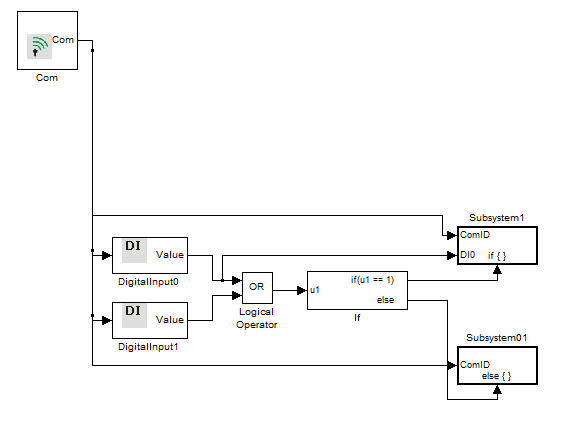 Com
Com
Subsystem1
ComID
DI0
if { }
DI
Value
DigitalInput0
OR
Logical
Operator
u1
if(u1 == 1)
else
If
DI
Value
DigitalInput1
Subsystem01
ComID
else { }